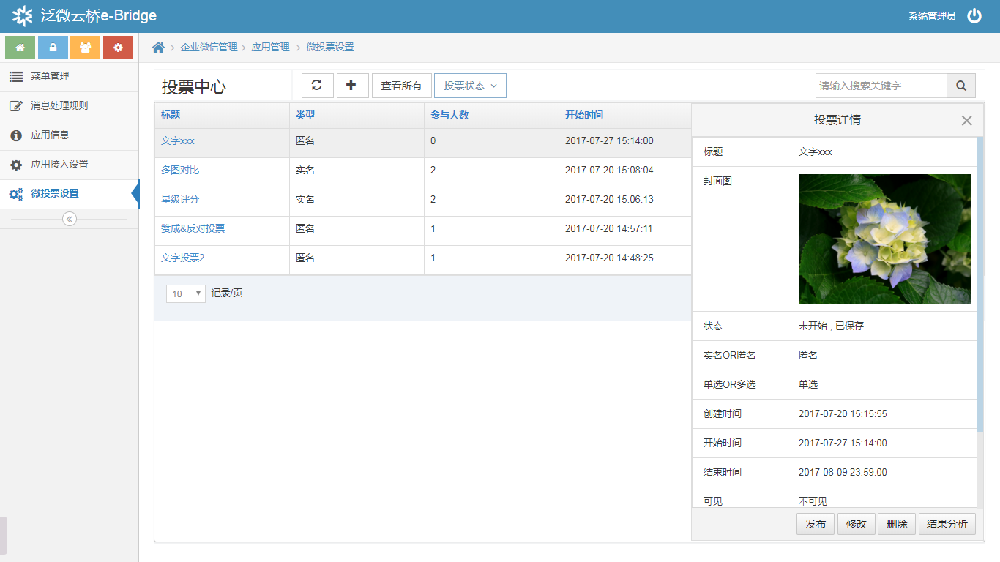 泛微云桥e-Bridge
系统管理员
菜单管理
消息处理规则
应用信息
应用接入设置
微投票设置
企业微信管理 应用管理 微投票设置
投票中心 查看所有 投票状态 请输入搜索关键字...
标题 类型 参与人数 开始时间
文字xxx 匿名 0 2017-07-27 15:14:00
多图对比 实名 2 2017-07-20 15:08:04
星级评分 实名 2 2017-07-20 15:06:13
赞成&反对投票 匿名 1 2017-07-20 14:57:11
文字投票2 匿名 1 2017-07-20 14:48:25
10 记录/页
投票详情
标题 文字xxx
封面图
状态 未开始 , 已保存
实名OR匿名 匿名
单选OR多选 单选
创建时间 2017-07-20 15:15:55
开始时间 2017-07-27 15:14:00
结束时间 2017-08-09 23:59:00
可见 不可见
发布 修改 删除 结果分析